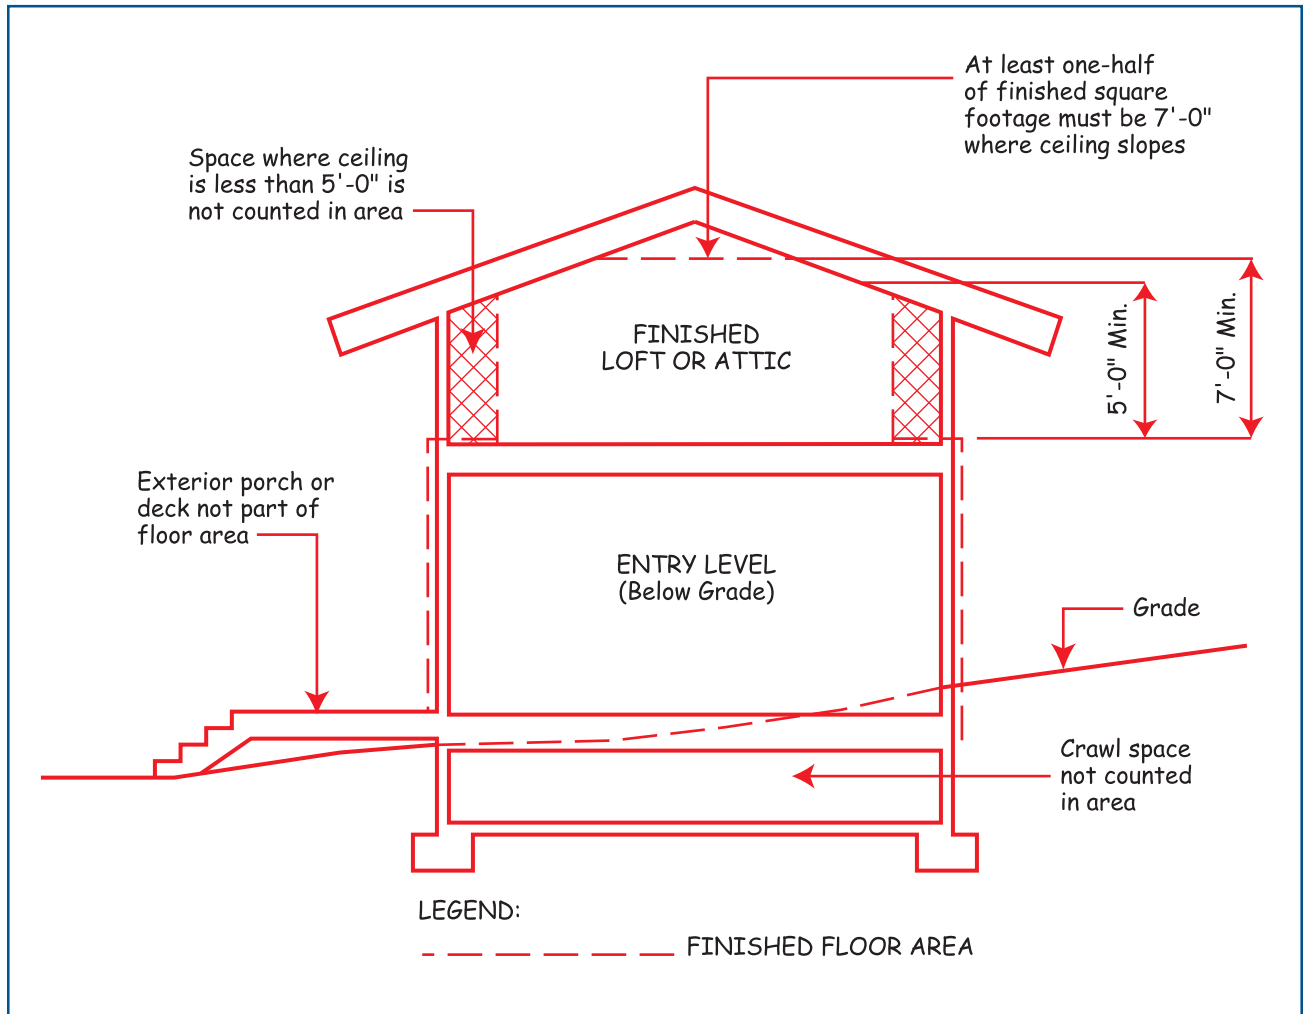 At least one-half
of finished square
footage must be 7'-0"
where ceiling slopes
Space where ceiling
is less than 5'-0" is
not counted in area
FINISHED
LOFT OR ATTIC
5'-0" Min.
7'-0" Min.
Exterior porch or
deck not part of
floor area
ENTRY LEVEL
(Below Grade)
Grade
Crawl space
not counted
in area
LEGEND:
FINISHED FLOOR AREA